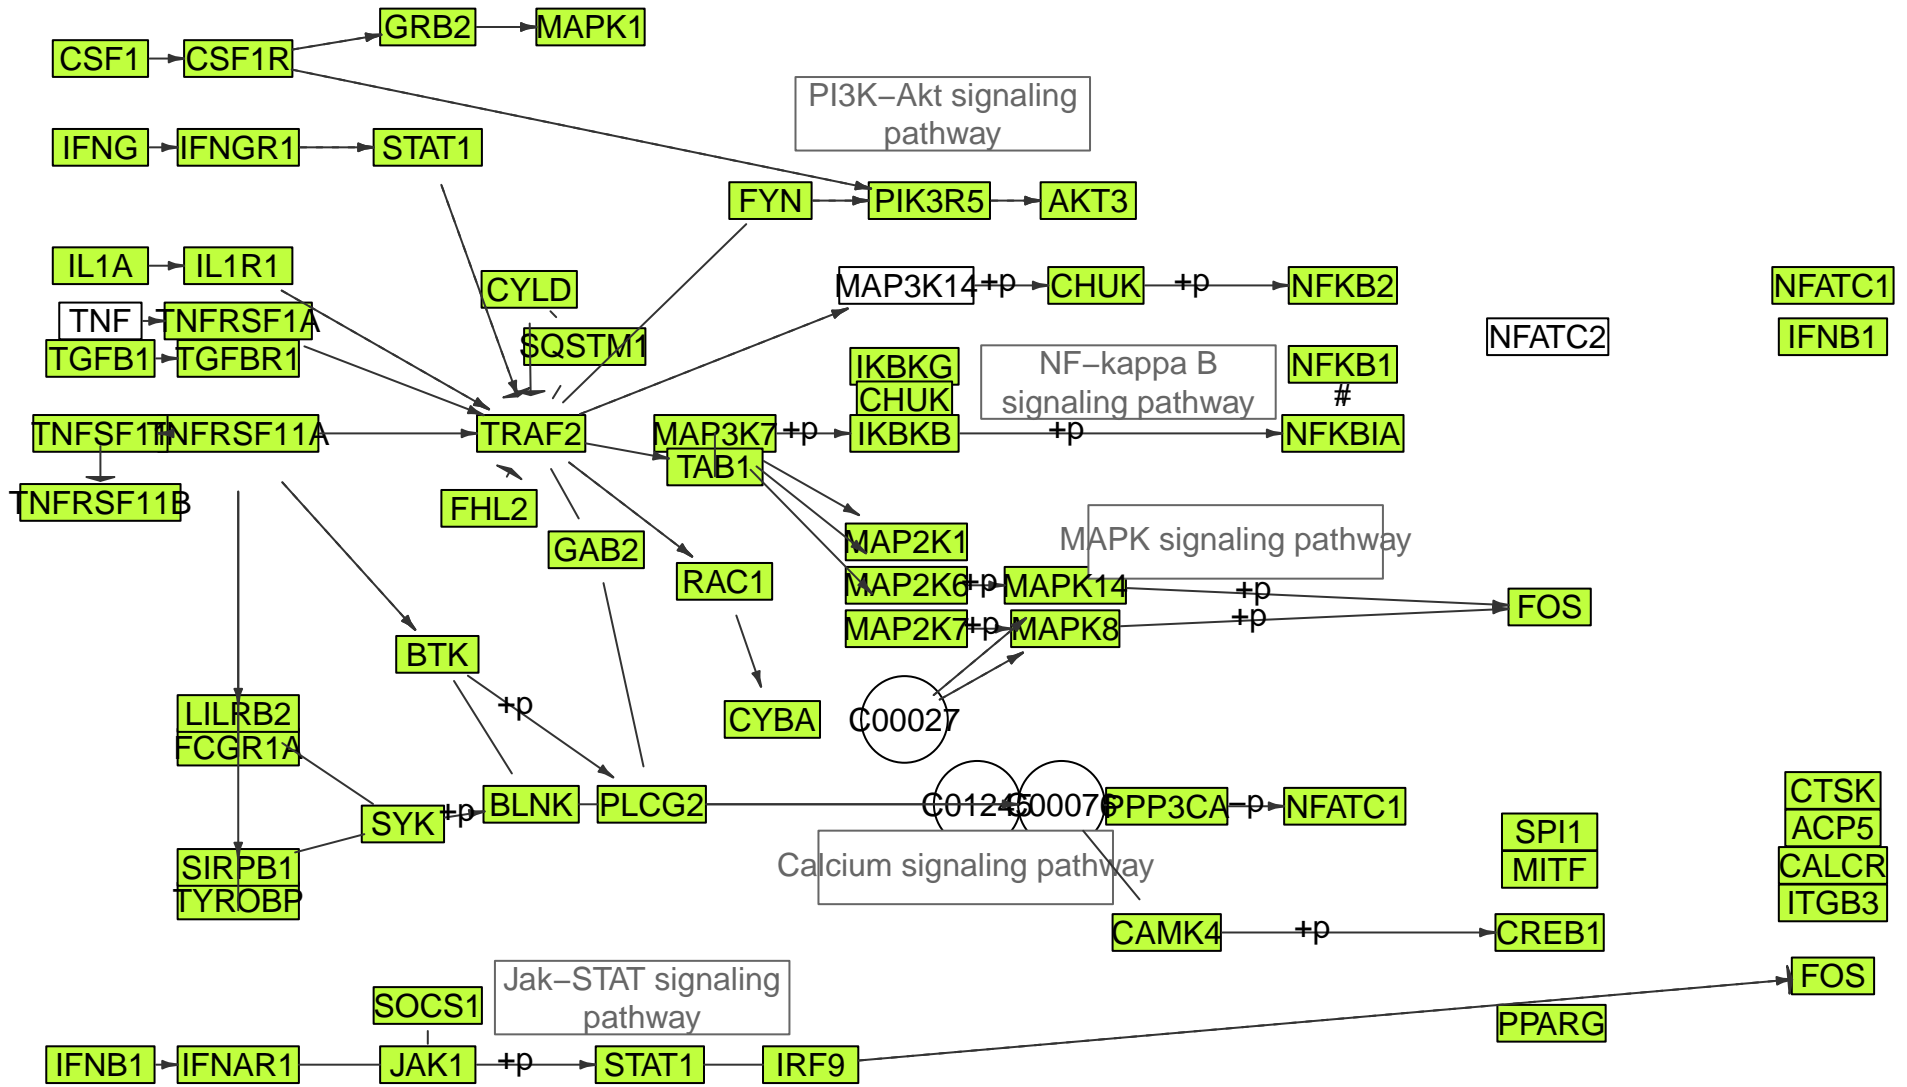 GRB2
MAPK1
CSF1
CSF1R
PI3K–Akt signaling
pathway
IFNG
IFNGR1
STAT1
FYN
PIK3R5
AKT3
IL1A
IL1R1
CYLD
MAP3K14
+p
CHUK
+p
NFKB2
NFATC1
TNF
TNFRSF1A
SQSTM1
NFATC2
IFNB1
TGFB1
TGFBR1
IKBKG
NF–kappa B
signaling pathway
NFKB1
#
CHUK
TNFRSF11A
TRAF2
MAP3K7
+p
IKBKB
+p
NFKBIA
TAB1
TNFRSF11B
FHL2
GAB2
MAP2K1
MAPK signaling pathway
RAC1
MAP2K6
+p
MAPK14
+p
FOS
MAP2K7
+p
MAPK8
+p
BTK
+p
LILRB2
CYBA
C00027
FCGR1A
SYK
+p
BLNK
PLCG2
C00076
PPP3CA
–p
NFATC1
CTSK
SPI1
ACP5
SIRPB1
Calcium signaling pathway
MITF
CALCR
TYROBP
ITGB3
CAMK4
+p
CREB1
Jak–STAT signaling
pathway
FOS
SOCS1
PPARG
IFNB1
IFNAR1
JAK1
+p
STAT1
IRF9